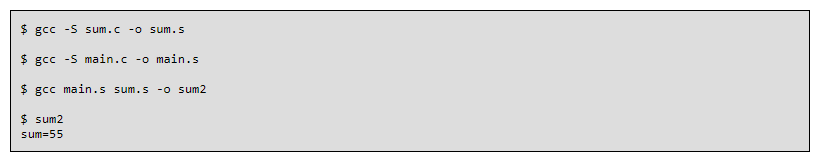 $ gcc -S sum.c -o sum.s
$ gcc -S main.c -o main.s
$ gcc main.s sum.s -o sum2
$ sum2
sum=55